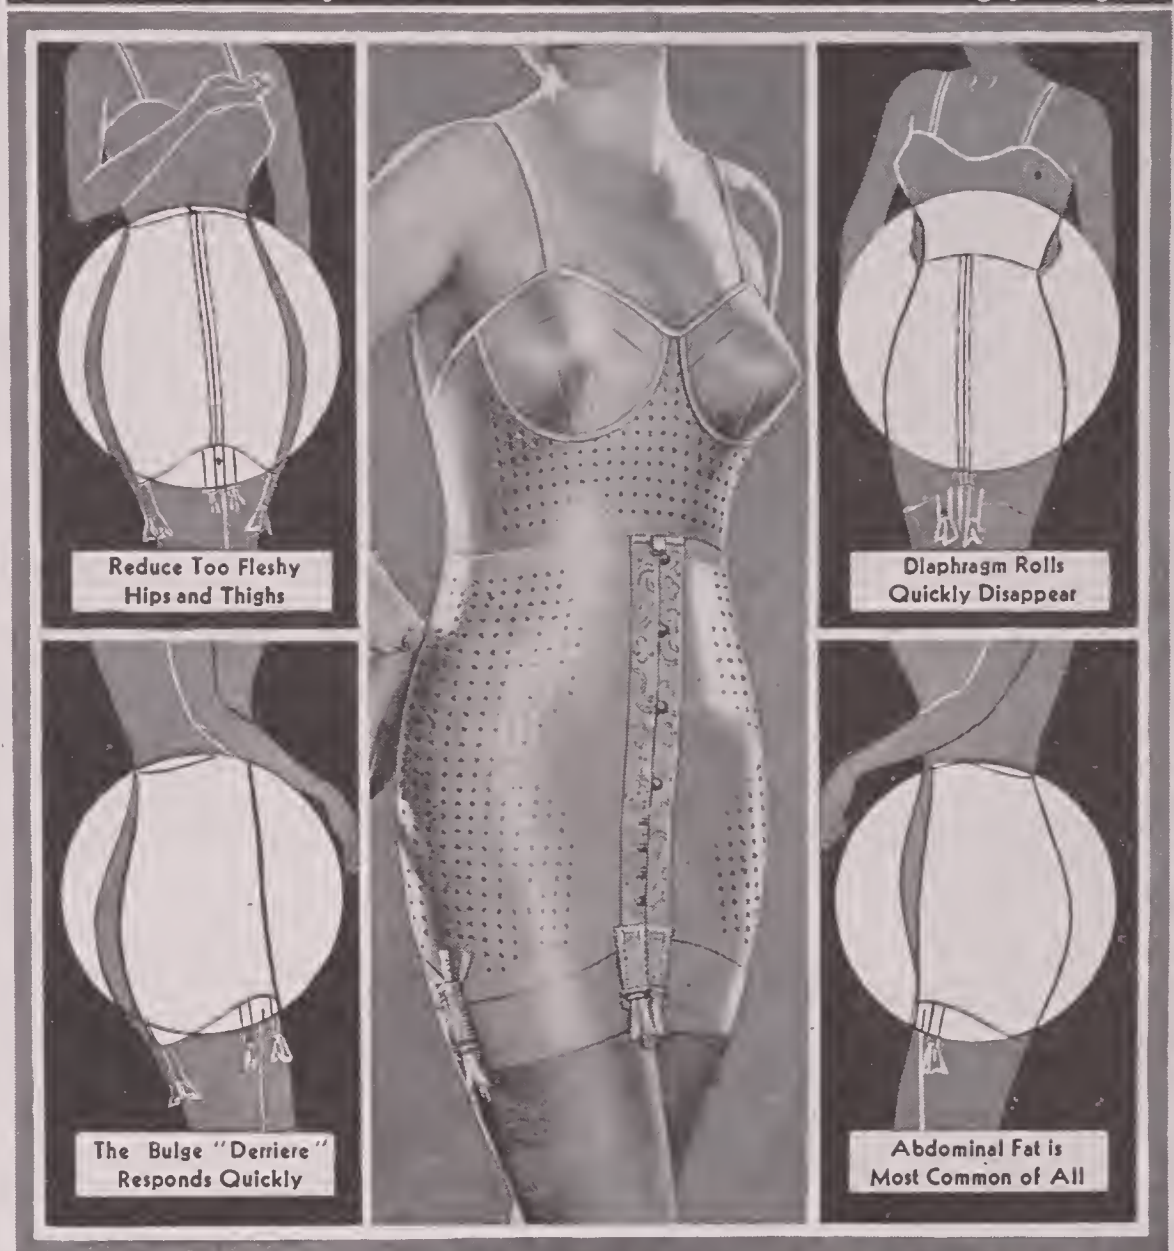 Reduce Too Fleshy
Hips and Thighs
Diaphragm Rolls
Quickly Disappear
The Bulge "Derriere"
Responds Quickly
Abdominal Fat is
Most Common of All